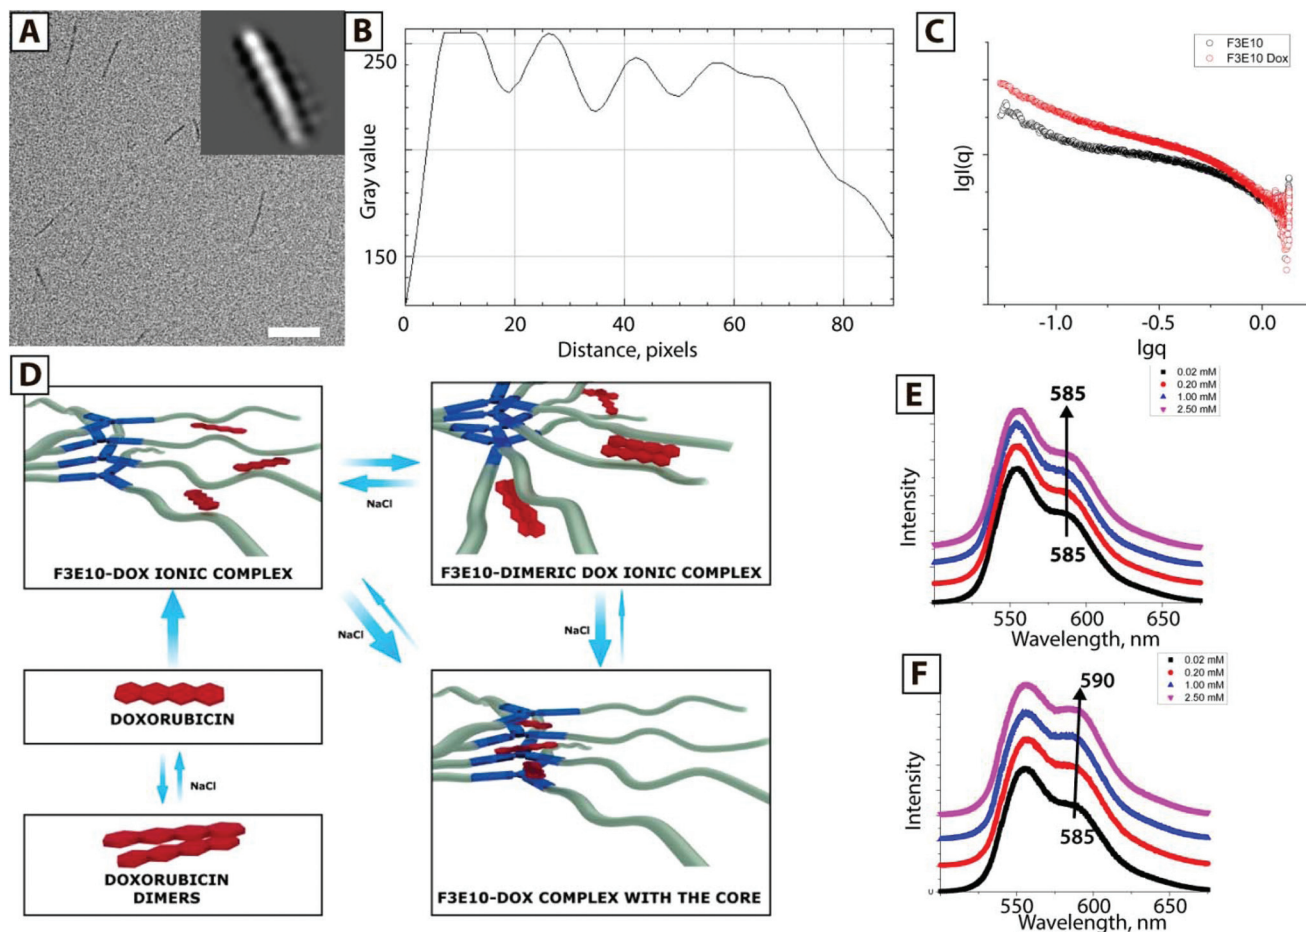 A
B
250
150
Gray value
0
20
40
60
80
Distance, pixels
C
F3E10
F3E10 Dox
lgI(q)
-1.0
-0.5
0.0
lgq
D
NaCl
F3E10-DOX IONIC COMPLEX
F3E10-DIMERIC DOX IONIC COMPLEX
NaCl
NaCl
DOXORUBICIN
NaCl
DOXORUBICIN
DIMERS
F3E10-DOX COMPLEX WITH THE CORE
E
0.02 mM
0.20 mM
1.00 mM
2.50 mM
585
585
Intensity
550
600
650
Wavelength, nm
F
0.02 mM
0.20 mM
1.00 mM
2.50 mM
590
585
Intensity
550
600
650
Wavelength, nm